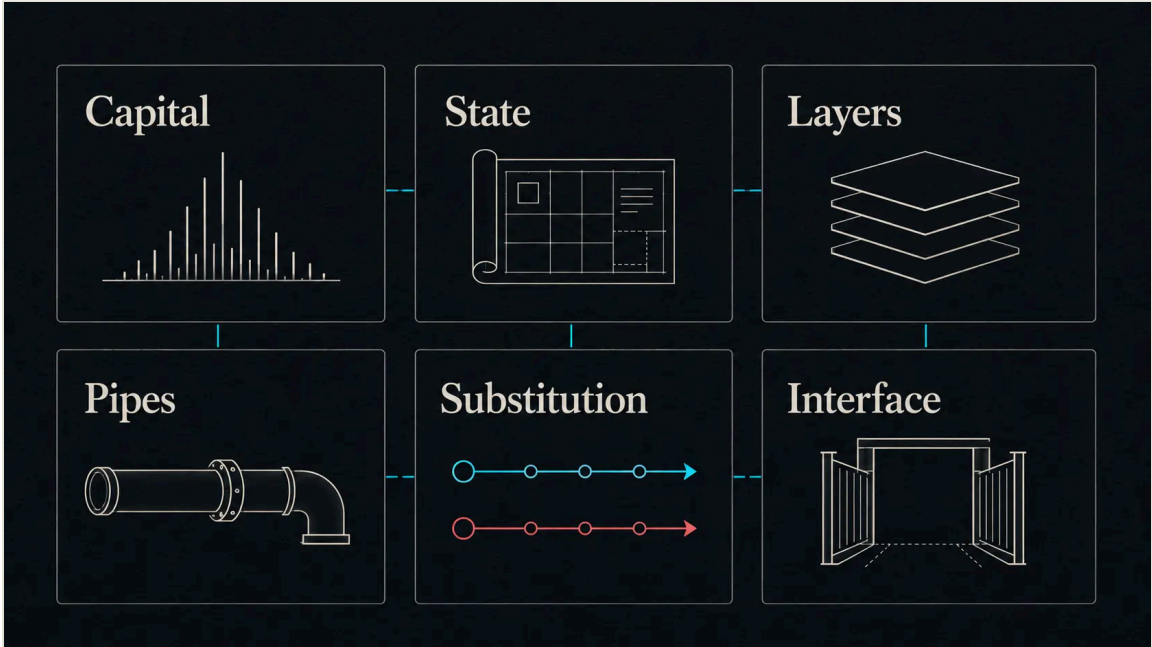 Capital
State
Layers
Pipes
Substitution
Interface